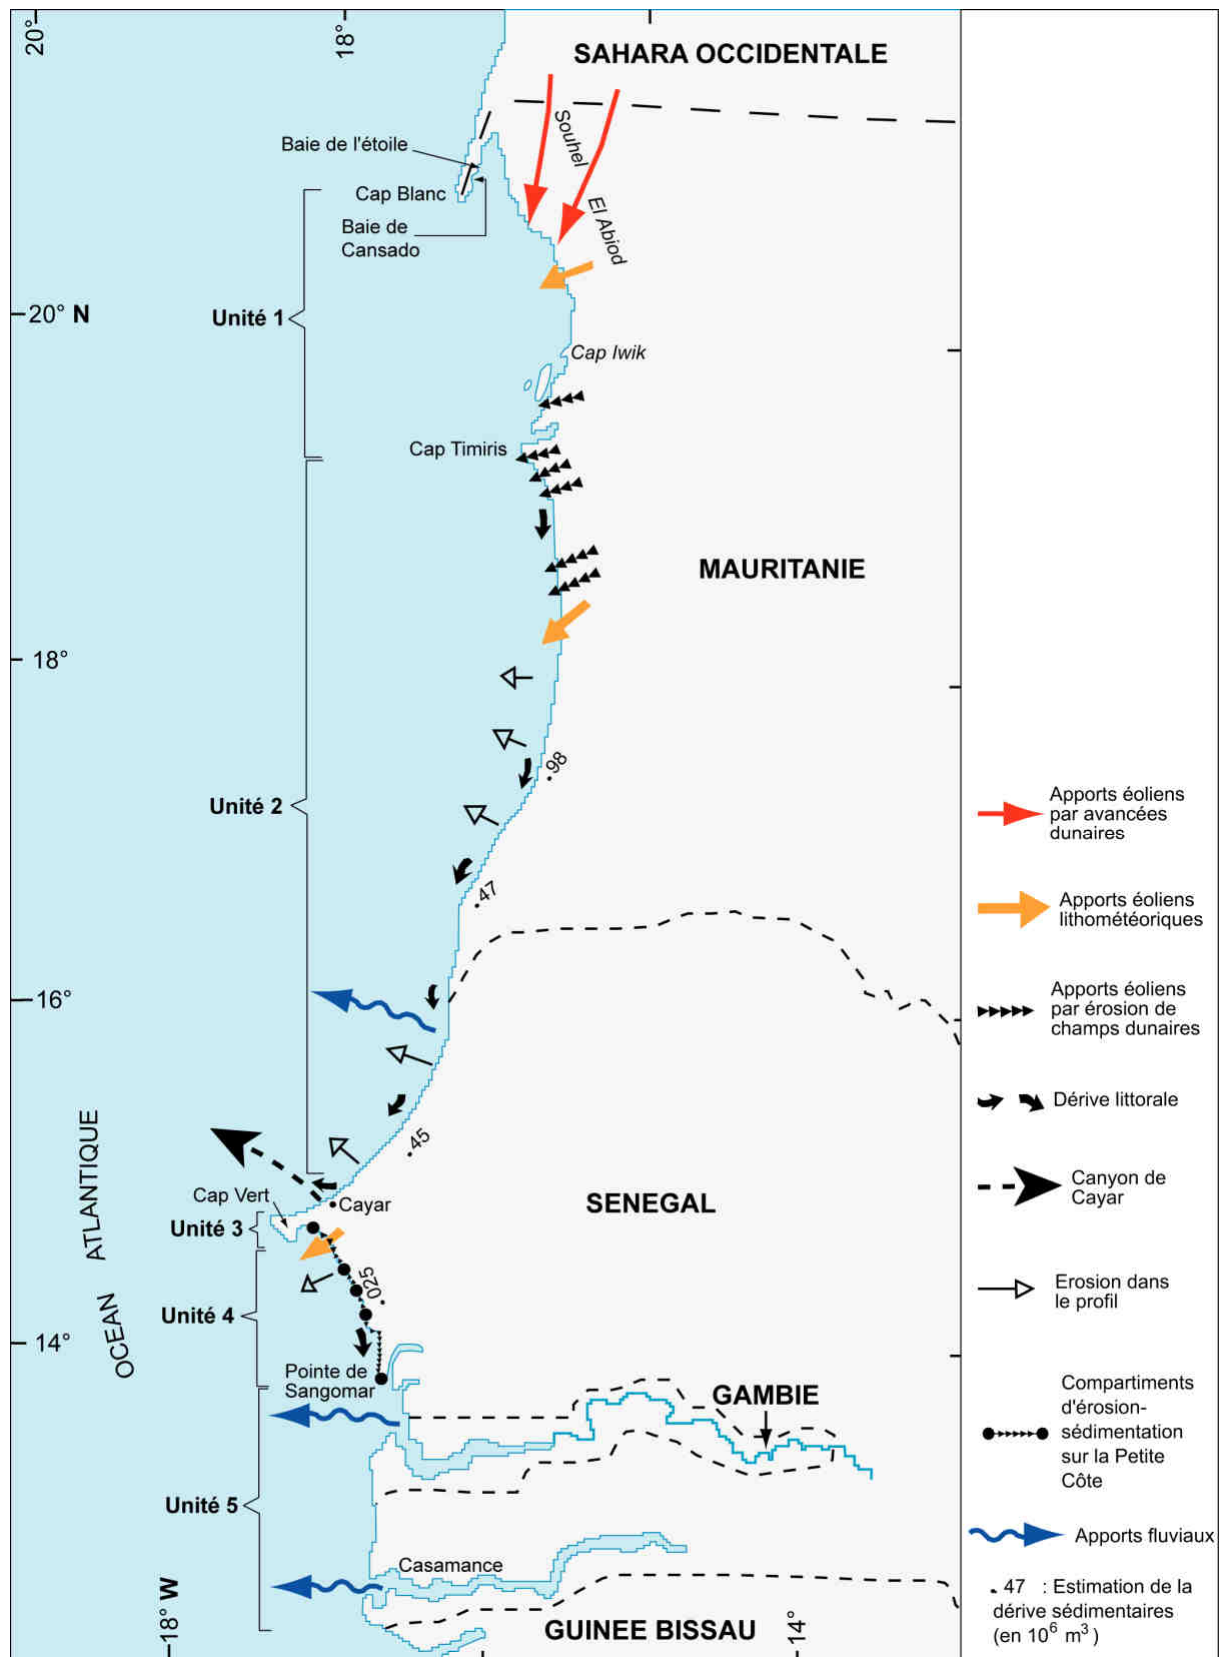 20°
18°
SAHARA OCCIDENTALE
Souhel
Baie de l'étoile
Cap Blanc
El Abiod
Baie de
Cansado
20° N
Unité 1
Cap Iwik
Cap Timiris
MAURITANIE
18°
.98
Unité 2
.47
16°
.45
OCEAN ATLANTIQUE
Cap Vert
Cayar
SENEGAL
Unité 3
.025
Unité 4
14°
Pointe de
Sangomar
GAMBIE
Unité 5
Casamance
18° W
GUINEE BISSAU
14°
Apports éoliens
par avancées
dunaires
Apports éoliens
lithométéoriques
Apports éoliens
par érosion de
champs dunaires
Dérive littorale
Canyon de
Cayar
Erosion dans
le profil
Compartiments
d'érosion-
sédimentation
sur la Petite
Côte
Apports fluviaux
. 47 : Estimation de la
dérive sédimentaires
(en 10⁶ m³ )